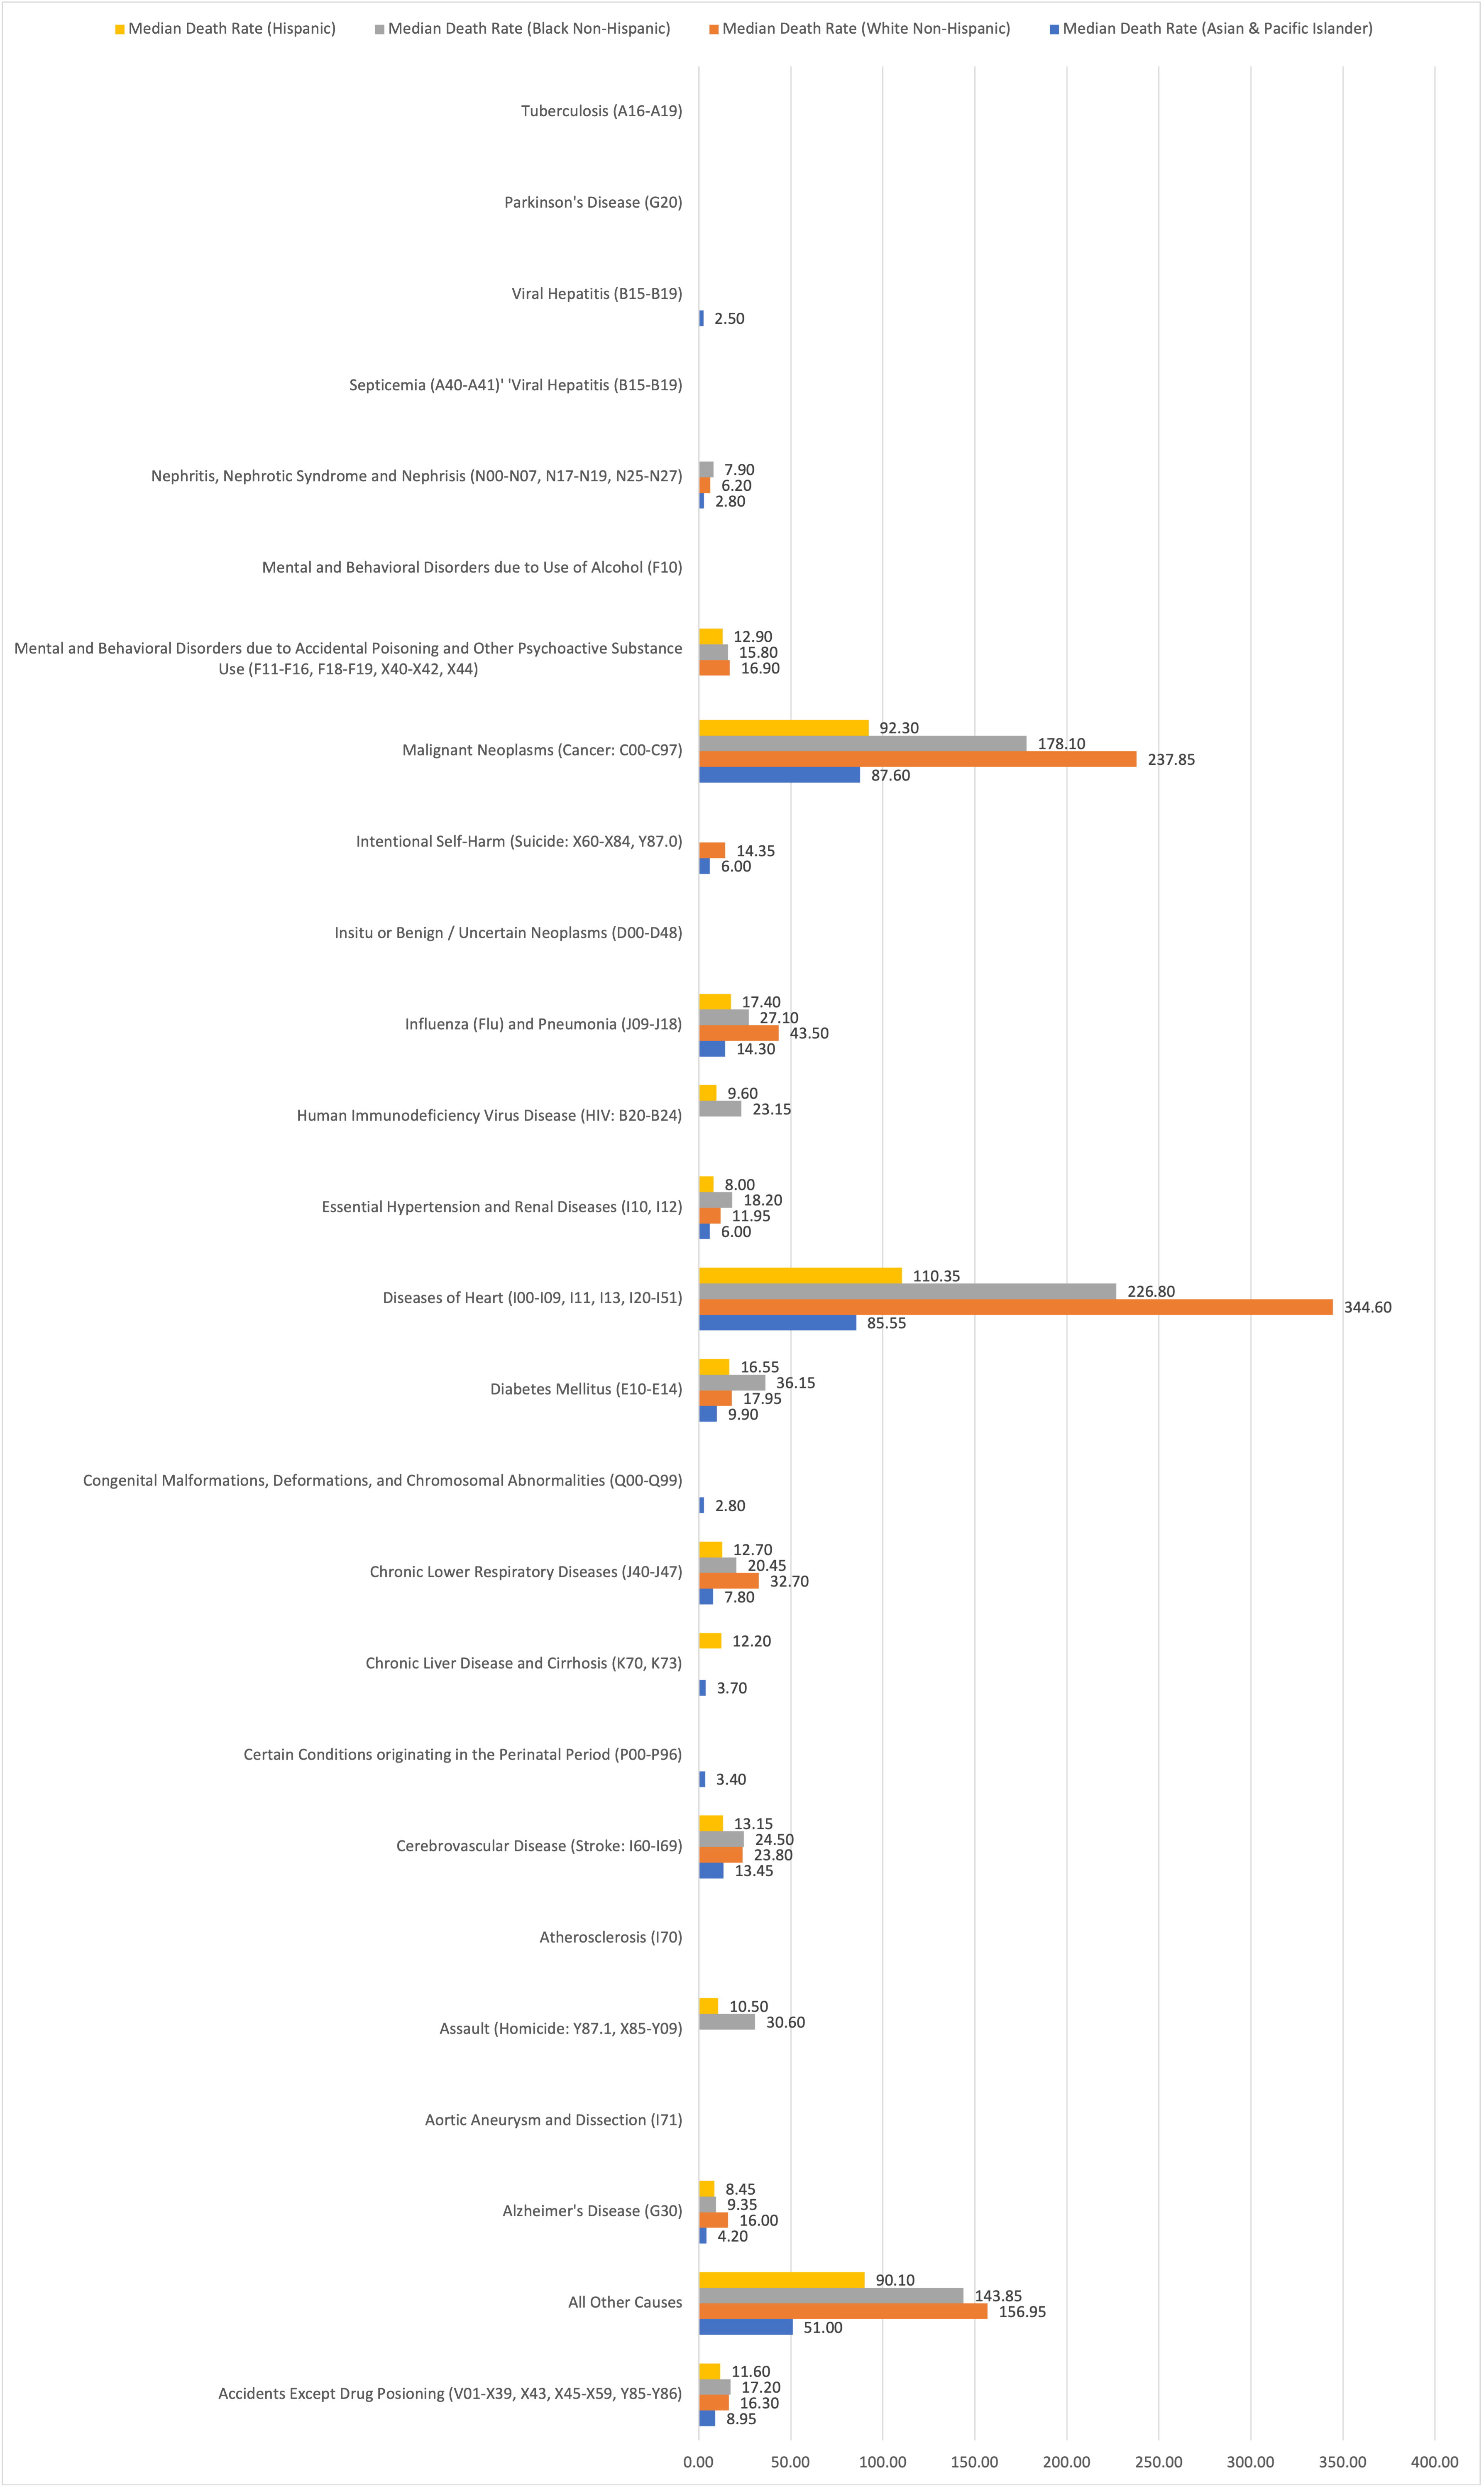 Median Death Rate (Hispanic) Median Death Rate (Black Non-Hispanic) Median Death Rate (White Non-Hispanic) Median Death Rate (Asian & Pacific Islander)
Tuberculosis (A16-A19)
Parkinson's Disease (G20)
Viral Hepatitis (B15-B19)
2.50
Septicemia (A40-A41)' 'Viral Hepatitis (B15-B19)
Nephritis, Nephrotic Syndrome and Nephrisis (N00-N07, N17-N19, N25-N27)
7.90
6.20
2.80
Mental and Behavioral Disorders due to Use of Alcohol (F10)
Mental and Behavioral Disorders due to Accidental Poisoning and Other Psychoactive Substance
Use (F11-F16, F18-F19, X40-X42, X44)
12.90
15.80
16.90
Malignant Neoplasms (Cancer: C00-C97)
92.30
178.10
237.85
87.60
Intentional Self-Harm (Suicide: X60-X84, Y87.0)
14.35
6.00
Insitu or Benign / Uncertain Neoplasms (D00-D48)
Influenza (Flu) and Pneumonia (J09-J18)
17.40
27.10
43.50
14.30
Human Immunodeficiency Virus Disease (HIV: B20-B24)
9.60
23.15
Essential Hypertension and Renal Diseases (I10, I12)
8.00
18.20
11.95
6.00
Diseases of Heart (I00-I09, I11, I13, I20-I51)
110.35
226.80
344.60
85.55
Diabetes Mellitus (E10-E14)
16.55
36.15
17.95
9.90
Congenital Malformations, Deformations, and Chromosomal Abnormalities (Q00-Q99)
2.80
Chronic Lower Respiratory Diseases (J40-J47)
12.70
20.45
32.70
7.80
Chronic Liver Disease and Cirrhosis (K70, K73)
12.20
3.70
Certain Conditions originating in the Perinatal Period (P00-P96)
3.40
Cerebrovascular Disease (Stroke: I60-I69)
13.15
24.50
23.80
13.45
Atherosclerosis (I70)
Assault (Homicide: Y87.1, X85-Y09)
10.50
30.60
Aortic Aneurysm and Dissection (I71)
Alzheimer's Disease (G30)
8.45
9.35
16.00
4.20
All Other Causes
90.10
143.85
156.95
51.00
Accidents Except Drug Posioning (V01-X39, X43, X45-X59, Y85-Y86)
11.60
17.20
16.30
8.95
0.00 50.00 100.00 150.00 200.00 250.00 300.00 350.00 400.00